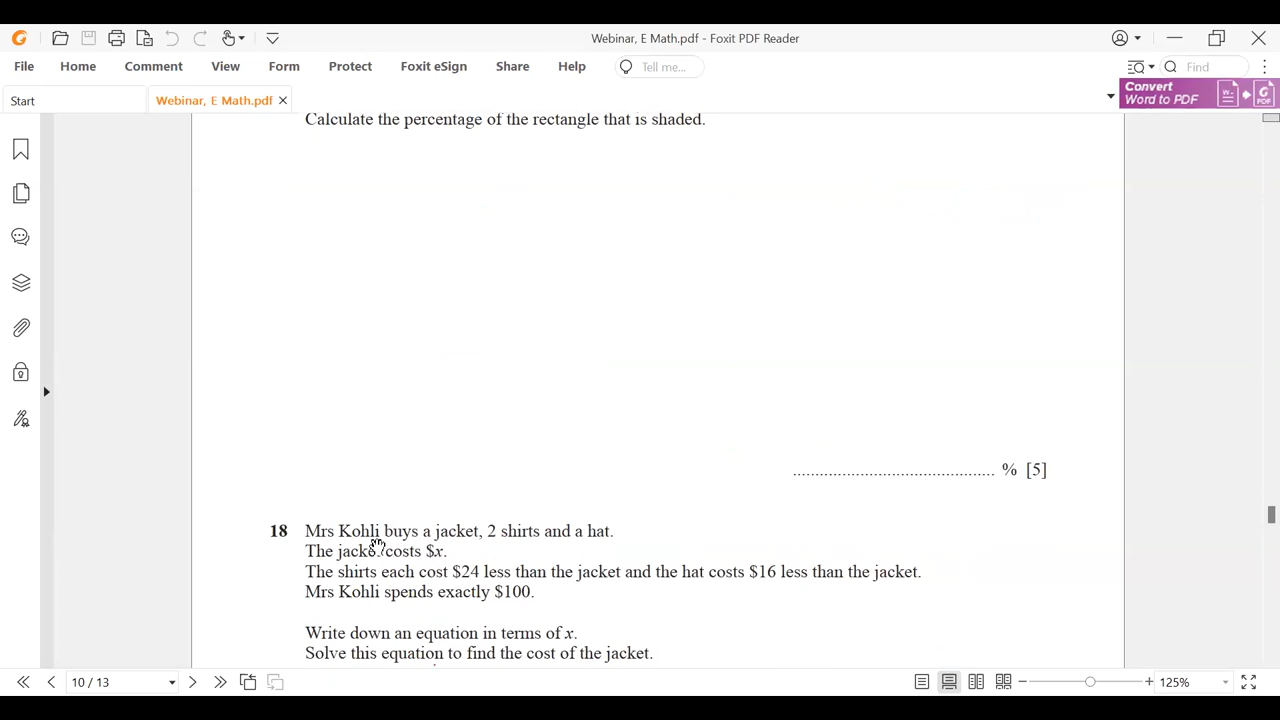 Webinar, E Math.pdf - Foxit PDF Reader
File Home Comment View Form Protect Foxit eSign Share Help Tell me... Find
Start Webinar, E Math.pdf
Convert
Word to PDF
Calculate the percentage of the rectangle that is shaded.
.............................................. % [5]
18 Mrs Kohli buys a jacket, 2 shirts and a hat.
The jacket costs $x.
The shirts each cost $24 less than the jacket and the hat costs $16 less than the jacket.
Mrs Kohli spends exactly $100.
Write down an equation in terms of x.
Solve this equation to find the cost of the jacket.
10 / 13
125%